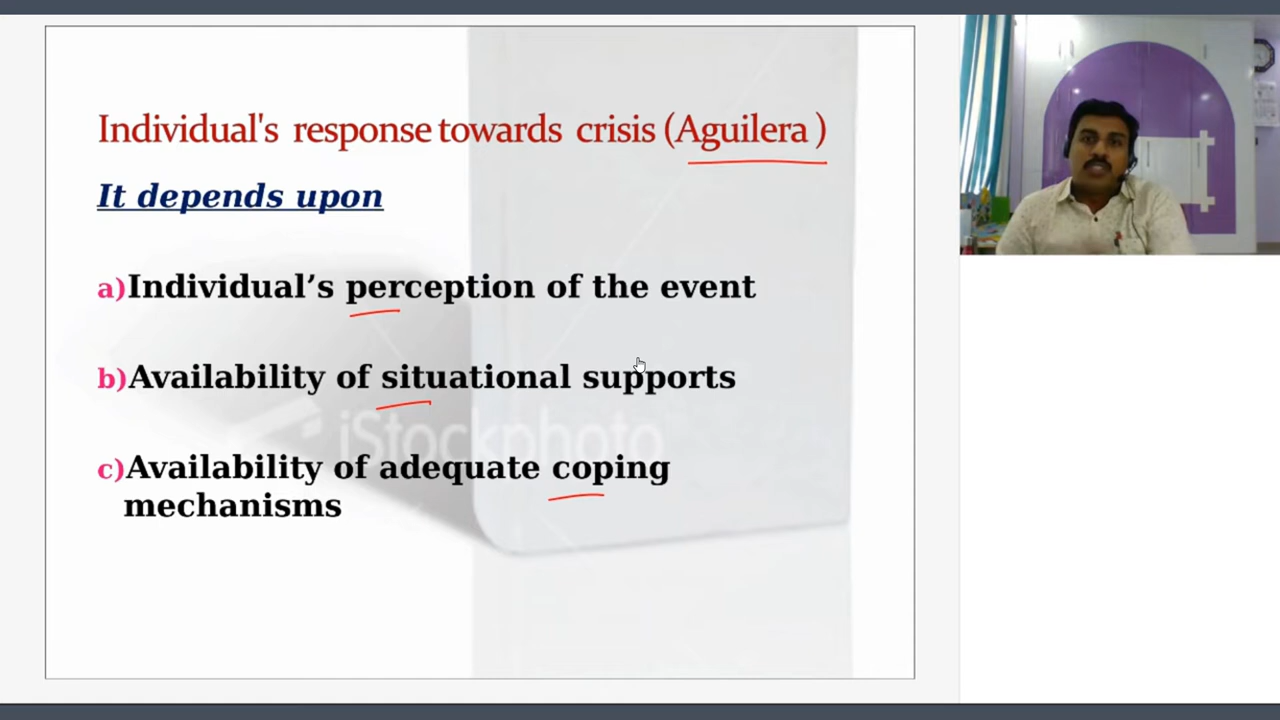 Individual's response towards crisis (Aguilera )
It depends upon
a)Individual’s perception of the event
b)Availability of situational supports
iStockphoto
c)Availability of adequate coping
mechanisms